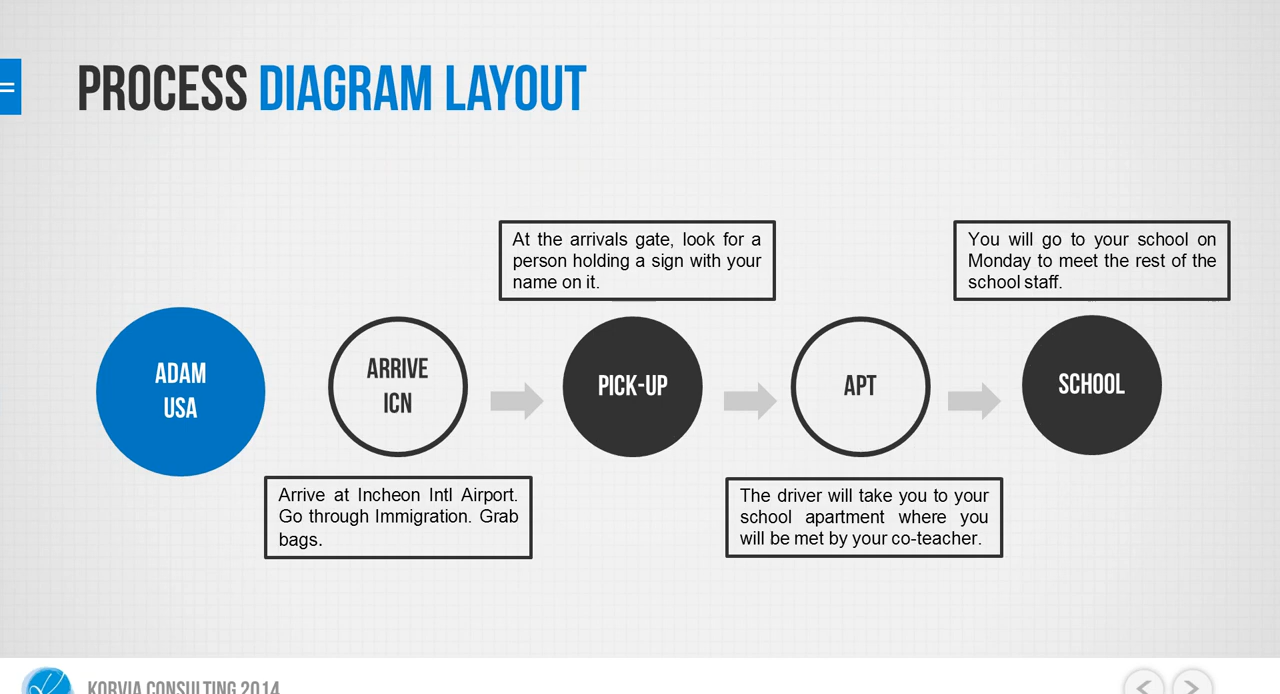 PROCESS DIAGRAM LAYOUT
At the arrivals gate, look for a
person holding a sign with your
name on it.
You will go to your school on
Monday to meet the rest of the
school staff.
ADAM
USA
ARRIVE
ICN
PICK-UP
APT
SCHOOL
Arrive at Incheon Intl Airport.
Go through Immigration. Grab
bags.
The driver will take you to your
school apartment where you
will be met by your co-teacher.
KORVIA CONSULTING 2014